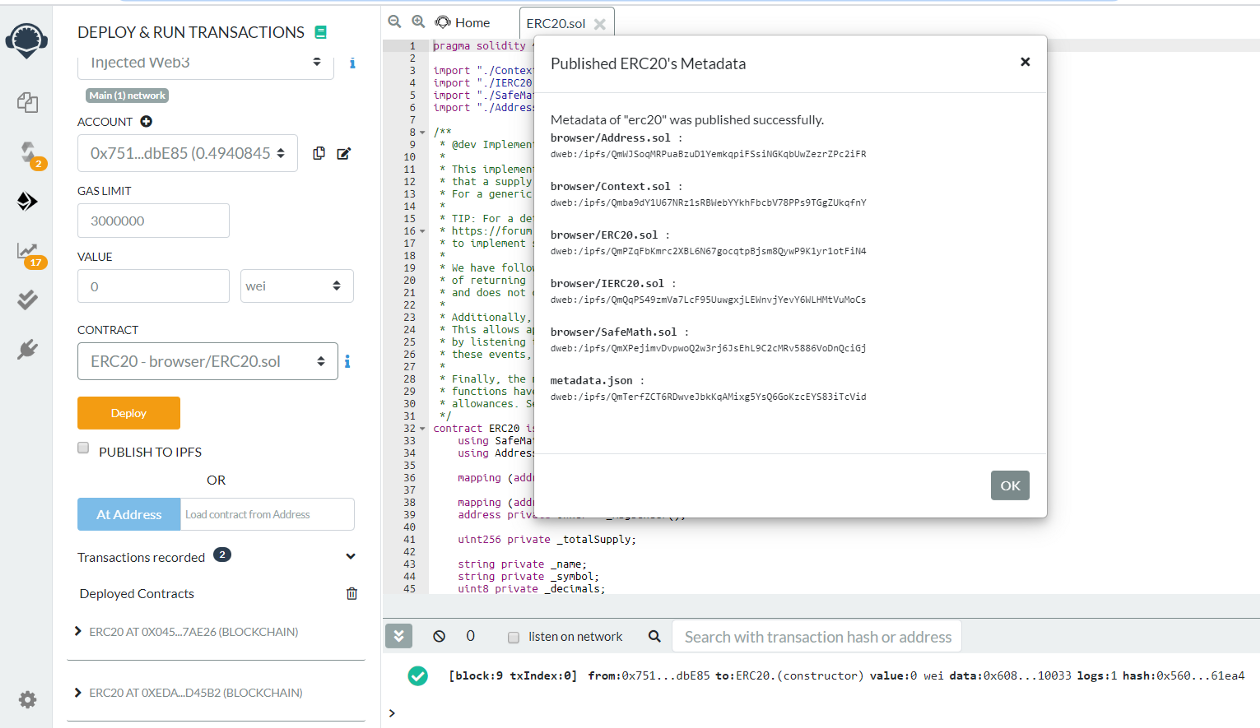 DEPLOY & RUN TRANSACTIONS
Injected Web3
Main (1) network
ACCOUNT
0x751...dbE85 (0.4940845
GAS LIMIT
3000000
VALUE
0
wei
CONTRACT
ERC20 - browser/ERC20.sol
Deploy
PUBLISH TO IPFS
OR
At Address
Load contract from Address
Transactions recorded 2
Deployed Contracts
ERC20 AT 0X045...7AE26 (BLOCKCHAIN)
ERC20 AT 0XEDA...D45B2 (BLOCKCHAIN)
2
17
Home
ERC20.sol
1 pragma solidity
2
3 import "./Contex
4 import "./IERC20
5 import "./SafeMa
6 import "./Addres
7
8 /**
9 * @dev Implemen
10 *
11 * This implemen
12 * that a supply
13 * For a generic
14 *
15 * TIP: For a de
16 * https://forum
17 * to implement s
18 *
19 * We have follow
20 * of returning
21 * and does not
22 *
23 * Additionally,
24 * This allows ap
25 * by listening t
26 * these events,
27 *
28 * Finally, the
29 * functions have
30 * allowances. Se
31 */
32 contract ERC20 is
33 using SafeMa
34 using Addres
35
36 mapping (addr
37
38 mapping (addr
39 address private
40
41 uint256 private _totalSupply;
42
43 string private _name;
44 string private _symbol;
45 uint8 private _decimals;
Published ERC20's Metadata
Metadata of "erc20" was published successfully.
browser/Address.sol :
dweb:/ipfs/QmWJSoqMRPuaBzuD1YemkqpiFSsiNGKqbUwZezrZPc2iFR
browser/Context.sol :
dweb:/ipfs/Qmba9dY1U67NRz1sRBWebYYkhFbcbV78PPs9TGgZUkqfnY
browser/ERC20.sol :
dweb:/ipfs/QmPZqFbKmrc2XBL6N67gocqtpBjsm8QywP9K1yr1otFiN4
browser/IERC20.sol :
dweb:/ipfs/QmQqPS49zmVa7LcF95UuwgxjLEWnvjYevY6WLHMtVuMoCs
browser/SafeMath.sol :
dweb:/ipfs/QmXPejimvDvpwoQ2w3rj6JsEhL9C2cMRv5886VoDnQciGj
metadata.json :
dweb:/ipfs/QmTerfZCT6RDwveJbkKqAMixg5YsQ6GoKzcEYS83iTcVid
OK
0
listen on network
Search with transaction hash or address
[block:9 txIndex:0] from:0x751...dbE85 to:ERC20.(constructor) value:0 wei data:0x608...10033 logs:1 hash:0x560...61ea4
>